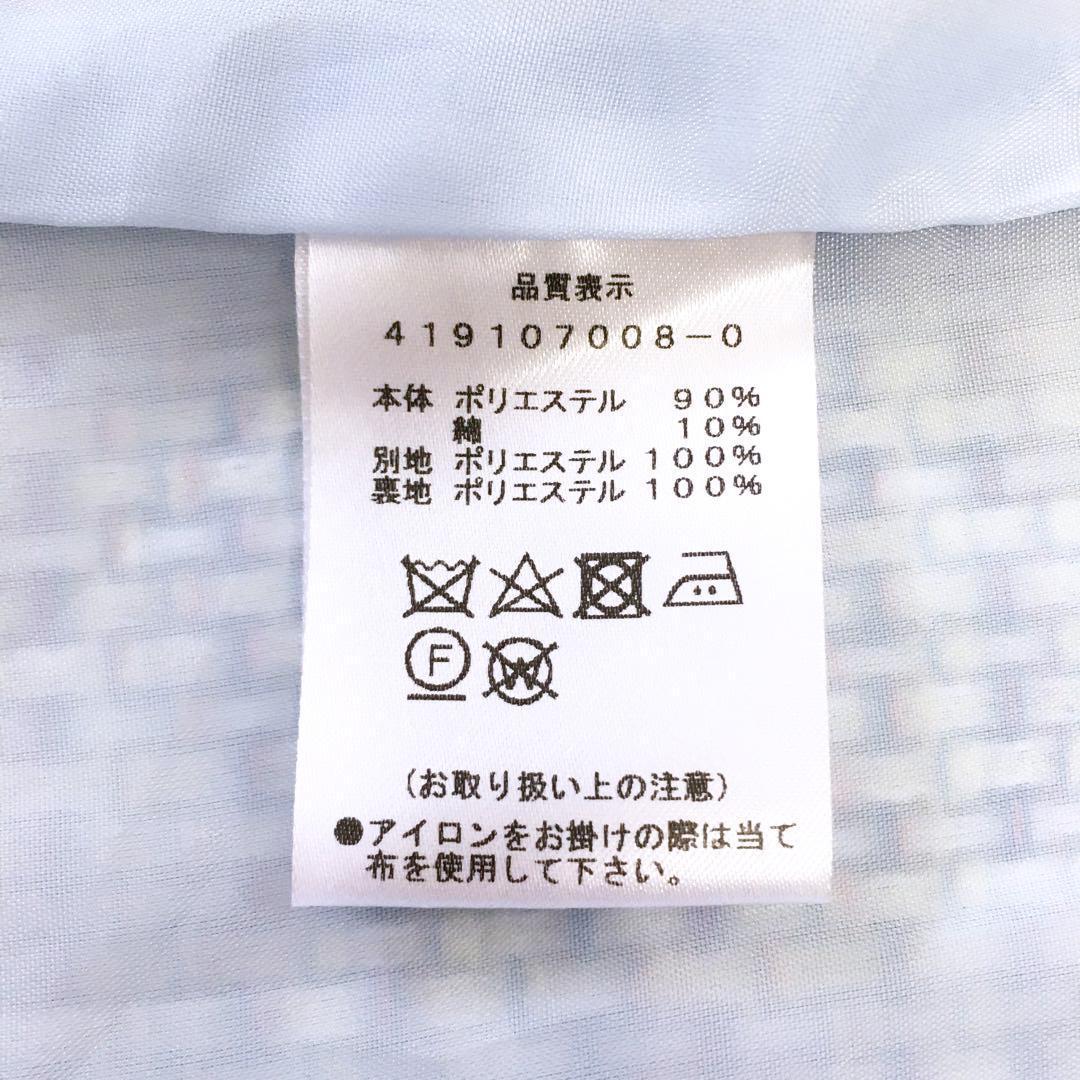 品質表示
419107008-0
本体 ポリエステル 90%
綿 10%
別地 ポリエステル 100%
裏地 ポリエステル 100%
F
W
(お取り扱い上の注意)
●アイロンをお掛けの際は当て
布を使用して下さい。